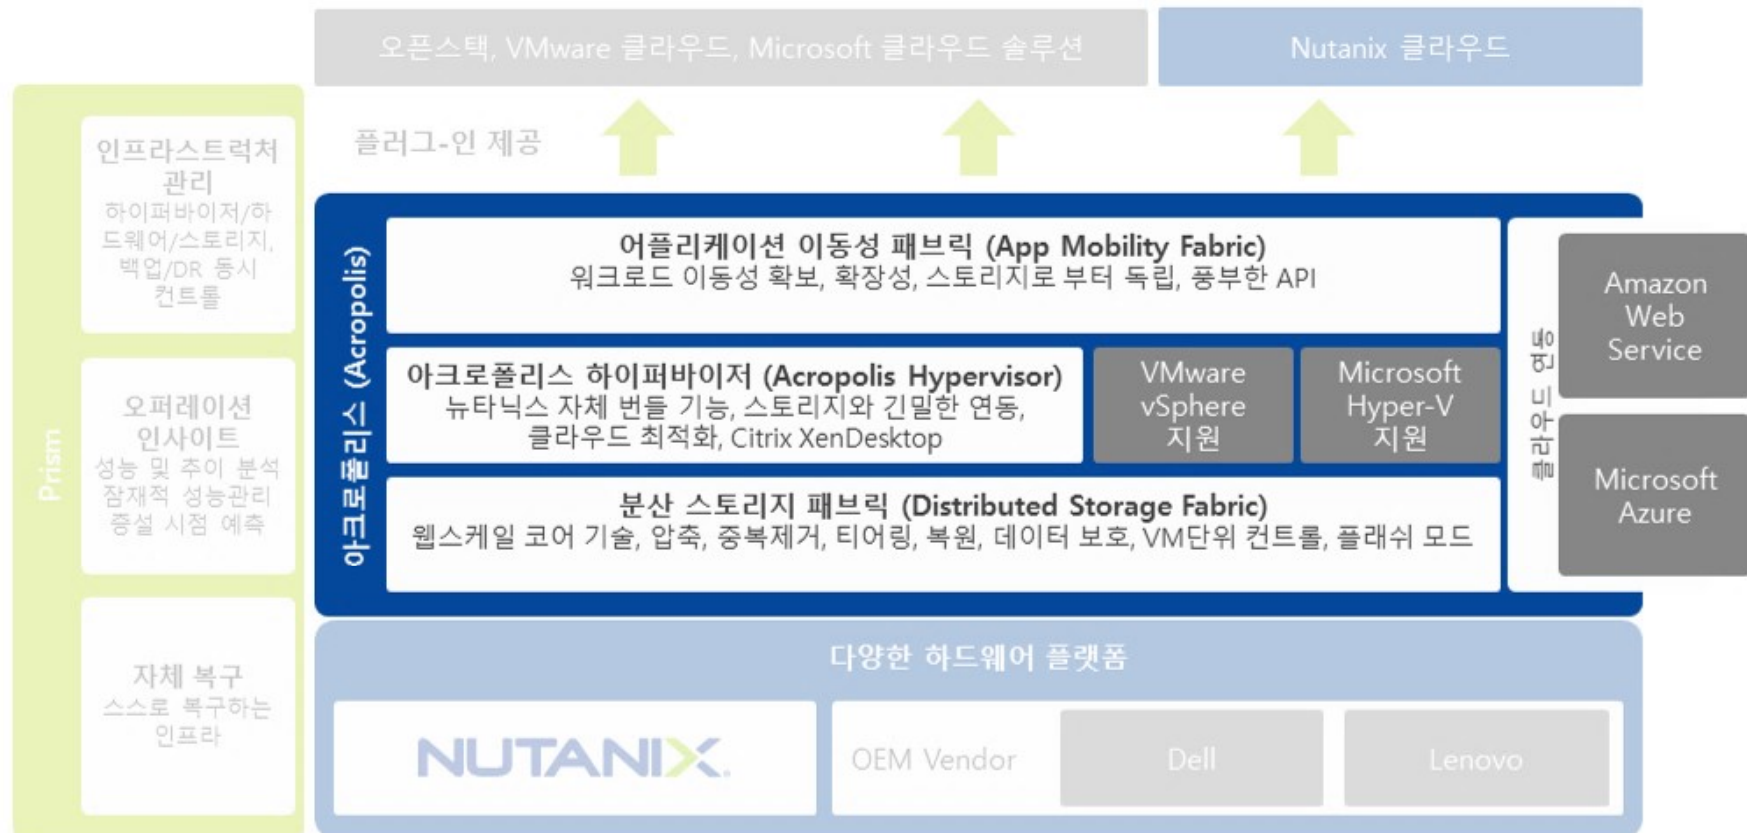 오픈스택, VMware 클라우드, Microsoft 클라우드 솔루션
Nutanix 클라우드
플러그-인 제공
Prism
인프라스트럭처
관리
하이퍼바이저/하
드웨어/스토리지,
백업/DR 동시
컨트롤
오퍼레이션
인사이트
성능 및 추이 분석
잠재적 성능관리
증설 시점 예측
자체 복구
스스로 복구하는
인프라
아크로폴리스 (Acropolis)
어플리케이션 이동성 패브릭 (App Mobility Fabric)
워크로드 이동성 확보, 확장성, 스토리지로 부터 독립, 풍부한 API
아크로폴리스 하이퍼바이저 (Acropolis Hypervisor)
뉴타닉스 자체 번들 기능, 스토리지와 긴밀한 연동,
클라우드 최적화, Citrix XenDesktop
VMware
vSphere
지원
Microsoft
Hyper-V
지원
분산 스토리지 패브릭 (Distributed Storage Fabric)
웹스케일 코어 기술, 압축, 중복제거, 티어링, 복원, 데이터 보호, VM단위 컨트롤, 플래쉬 모드
클라우드 연동
Amazon
Web
Service
Microsoft
Azure
다양한 하드웨어 플랫폼
NUTANIX.
OEM Vendor
Dell
Lenovo